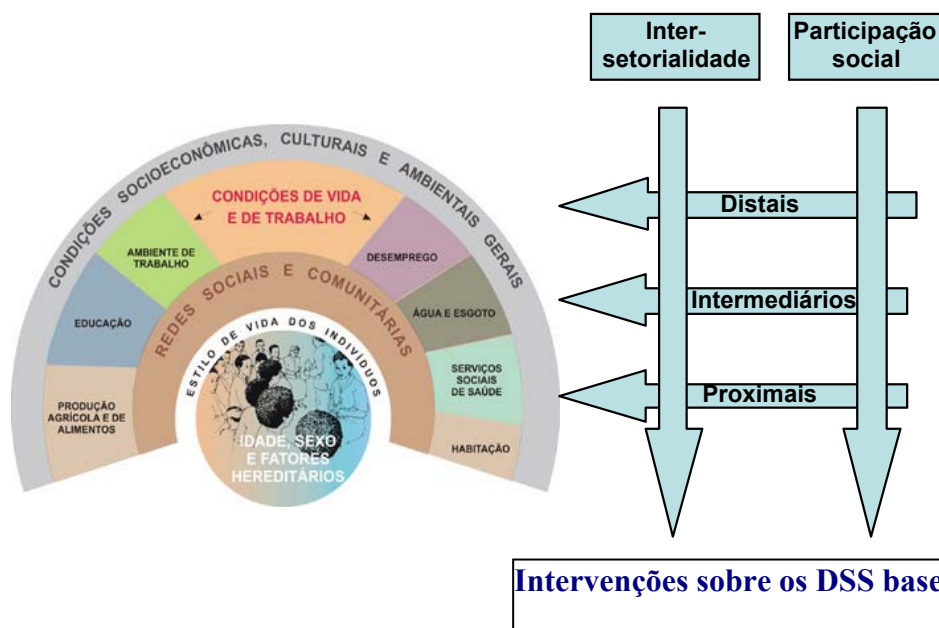 Inter-
setorialidade
Participação
social
CONDIÇÕES SOCIOECONÔMICAS, CULTURAIS E AMBIENTAIS GERAIS
CONDIÇÕES DE VIDA
E DE TRABALHO
AMBIENTE DE
TRABALHO
DESEMPREGO
REDES SOCIAIS E COMUNITÁRIAS
EDUCAÇÃO
ÁGUA E ESGOTO
ESTILO DE VIDA DOS INDIVÍDUOS
PRODUÇÃO
AGRÍCOLA E DE
ALIMENTOS
SERVIÇOS
SOCIAIS
DE SAÚDE
HABITAÇÃO
IDADE, SEXO
E FATORES
HEREDITÁRIOS
Distais
Intermediários
Proximais
Intervenções sobre os DSS base